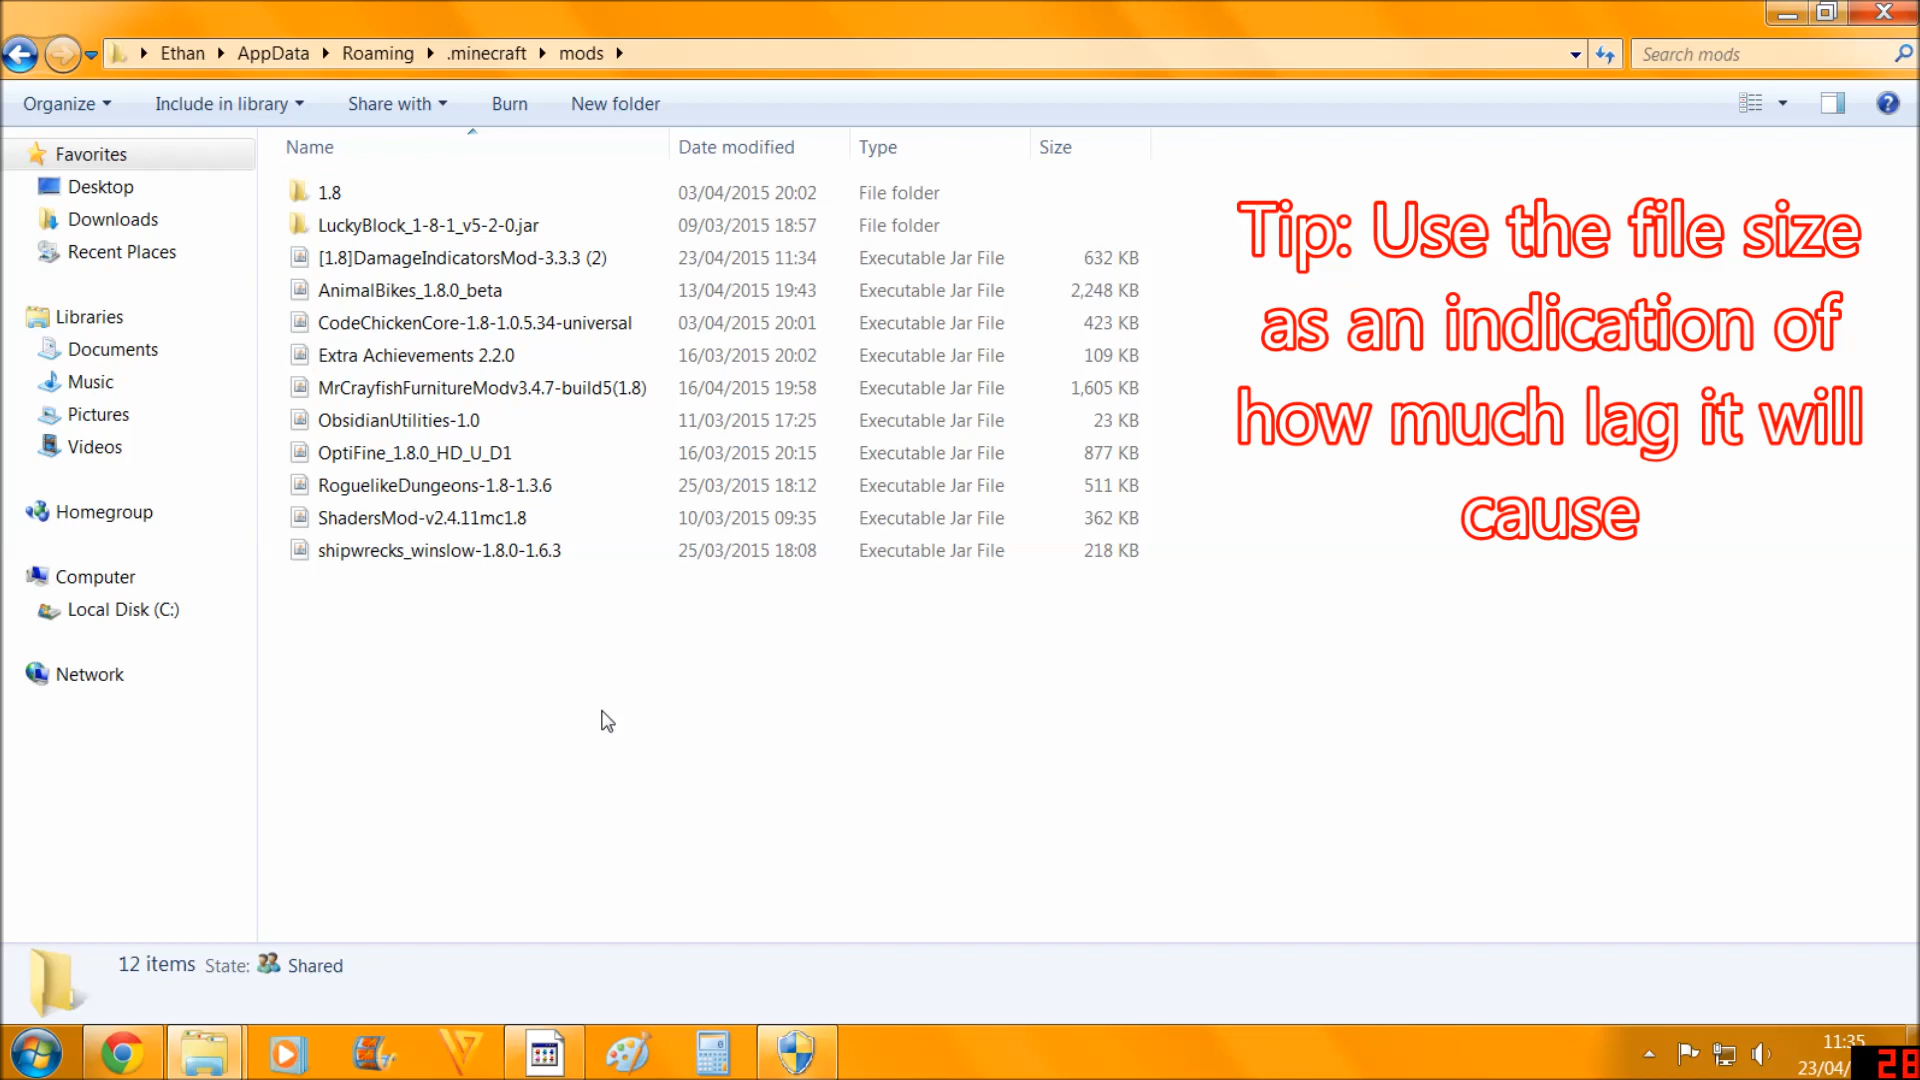 Ethan AppData Roaming .minecraft mods Search mods
Organize Include in library Share with Burn New folder
Name Date modified Type Size
Favorites
Desktop
Downloads
Recent Places
Libraries
Documents
Music
Pictures
Videos
Homegroup
Computer
Local Disk (C:)
Network
1.8 03/04/2015 20:02 File folder
LuckyBlock_1-8-1_v5-2-0.jar 09/03/2015 18:57 File folder
[1.8]DamageIndicatorsMod-3.3.3 (2) 23/04/2015 11:34 Executable Jar File 632 KB
AnimalBikes_1.8.0_beta 13/04/2015 19:43 Executable Jar File 2,248 KB
CodeChickenCore-1.8-1.0.5.34-universal 03/04/2015 20:01 Executable Jar File 423 KB
Extra Achievements 2.2.0 16/03/2015 20:02 Executable Jar File 109 KB
MrCrayfishFurnitureModv3.4.7-build5(1.8) 16/04/2015 19:58 Executable Jar File 1,605 KB
ObsidianUtilities-1.0 11/03/2015 17:25 Executable Jar File 23 KB
OptiFine_1.8.0_HD_U_D1 16/03/2015 20:15 Executable Jar File 877 KB
RoguelikeDungeons-1.8-1.3.6 25/03/2015 18:12 Executable Jar File 511 KB
ShadersMod-v2.4.11mc1.8 10/03/2015 09:35 Executable Jar File 362 KB
shipwrecks_winslow-1.8.0-1.6.3 25/03/2015 18:08 Executable Jar File 218 KB
Tip: Use the file size
as an indication of
how much lag it will
cause
12 items State: Shared
11:35
23/04/
28